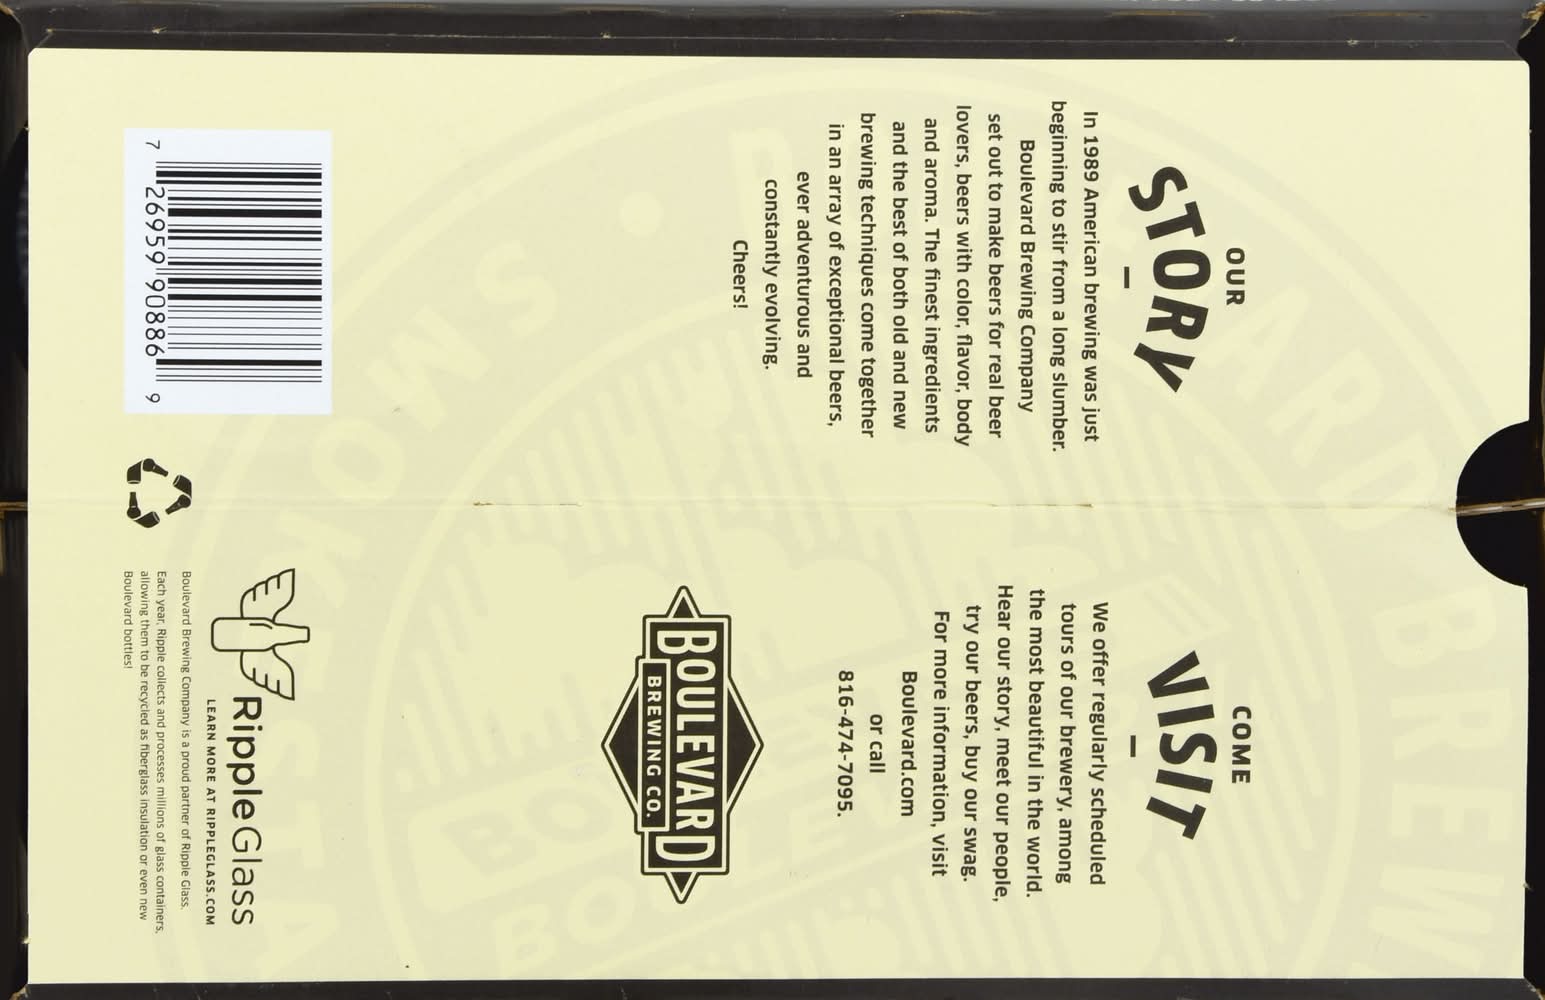 OUR
STORY
In 1989 American brewing was just
beginning to stir from a long slumber.
Boulevard Brewing Company
set out to make beers for real beer
lovers, beers with color, flavor, body
and aroma. The finest ingredients
and the best of both old and new
brewing techniques come together
in an array of exceptional beers,
ever adventurous and
constantly evolving.
Cheers!
7 26959 90886 9
COME
VISIT
We offer regularly scheduled
tours of our brewery, among
the most beautiful in the world.
Hear our story, meet our people,
try our beers, buy our swag.
For more information, visit
Boulevard.com
or call
816-474-7095.
BOULEVARD
BREWING CO.
RippleGlass
LEARN MORE AT RIPPLEGLASS.COM
Boulevard Brewing Company is a proud partner of Ripple Glass.
Each year, Ripple collects and processes millions of glass containers,
allowing them to be recycled as fiberglass insulation or even new
Boulevard bottles!